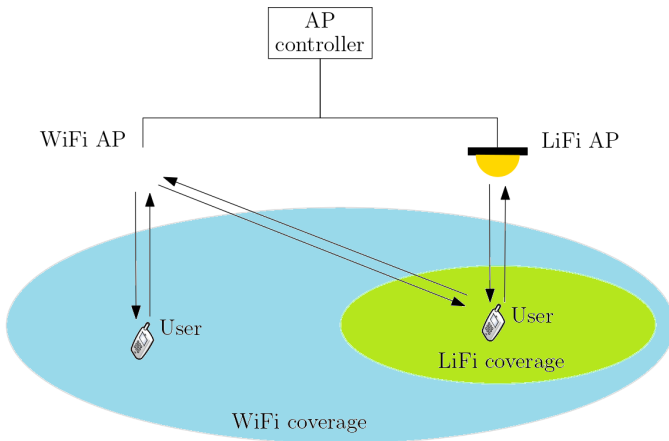 AP
controller
WiFi AP
LiFi AP
User
User
LiFi coverage
WiFi coverage